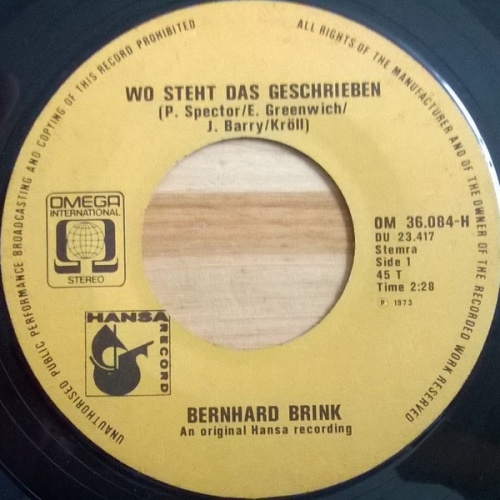 UNAUTHORISED PUBLIC PERFORMANCE BROADCASTING AND COPYING OF THIS RECORD PROHIBITED
ALL RIGHTS OF THE MANUFACTURER AND OF THE OWNER OF THE RECORDED WORK RESERVED
WO STEHT DAS GESCHRIEBEN
(P. Spector/E. Greenwich/
J. Barry/Kröll)
OMEGA
INTERNATIONAL
STEREO
OM 36.084-H
DU 23.417
Stemra
Side 1
45 T
Time 2:28
℗ 1973
HANSA
RECORD
BERNHARD BRINK
An original Hansa recording